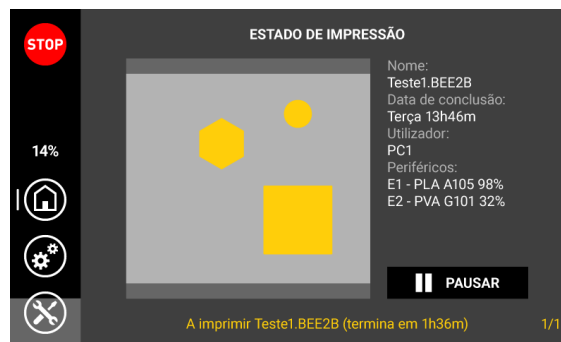 STOP
14%
ESTADO DE IMPRESSÃO
Nome:
Teste1.BEE2B
Data de conclusão:
Terça 13h46m
Utilizador:
PC1
Periféricos:
E1 - PLA A105 98%
E2 - PVA G101 32%
PAUSAR
A imprimir Teste1.BEE2B (termina em 1h36m)
1/1